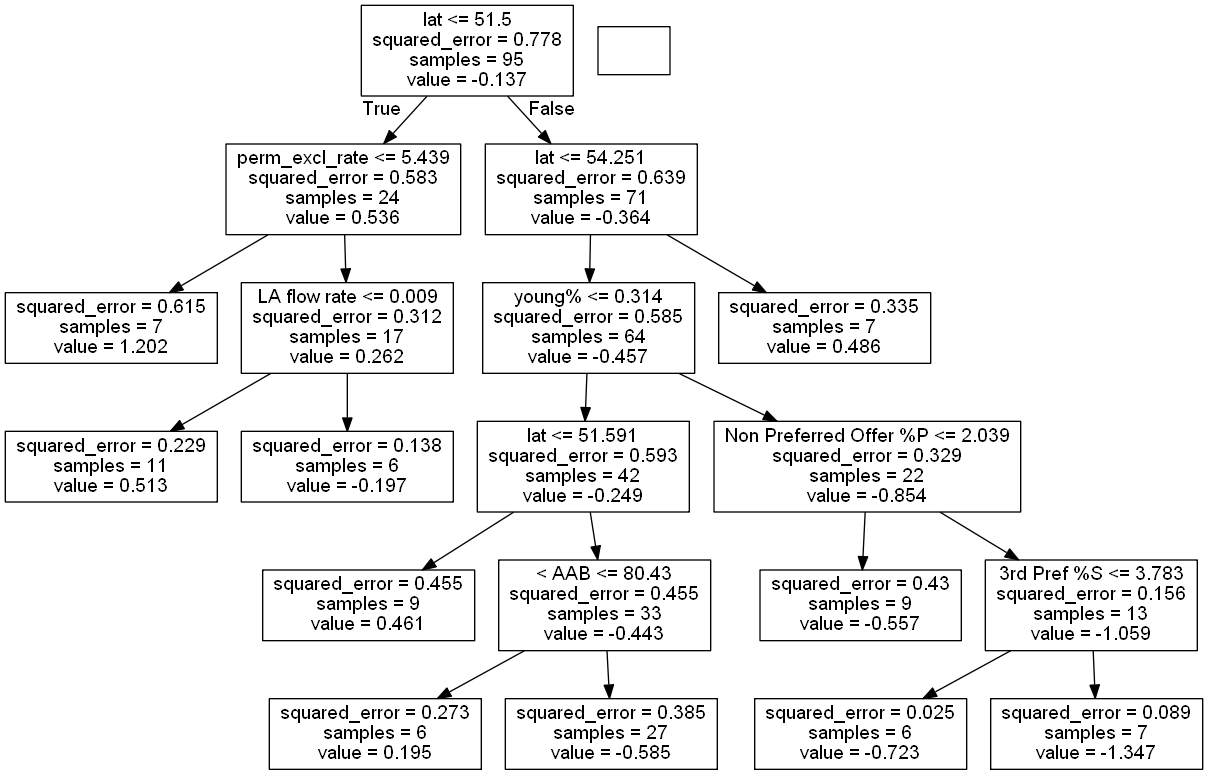 lat <= 51.5
squared_error = 0.778
samples = 95
value = -0.137
True
False
perm_excl_rate <= 5.439
squared_error = 0.583
samples = 24
value = 0.536
lat <= 54.251
squared_error = 0.639
samples = 71
value = -0.364
squared_error = 0.615
samples = 7
value = 1.202
LA flow rate <= 0.009
squared_error = 0.312
samples = 17
value = 0.262
young% <= 0.314
squared_error = 0.585
samples = 64
value = -0.457
squared_error = 0.335
samples = 7
value = 0.486
squared_error = 0.229
samples = 11
value = 0.513
squared_error = 0.138
samples = 6
value = -0.197
lat <= 51.591
squared_error = 0.593
samples = 42
value = -0.249
Non Preferred Offer %P <= 2.039
squared_error = 0.329
samples = 22
value = -0.854
squared_error = 0.455
samples = 9
value = 0.461
< AAB <= 80.43
squared_error = 0.455
samples = 33
value = -0.443
squared_error = 0.43
samples = 9
value = -0.557
3rd Pref %S <= 3.783
squared_error = 0.156
samples = 13
value = -1.059
squared_error = 0.273
samples = 6
value = 0.195
squared_error = 0.385
samples = 27
value = -0.585
squared_error = 0.025
samples = 6
value = -0.723
squared_error = 0.089
samples = 7
value = -1.347